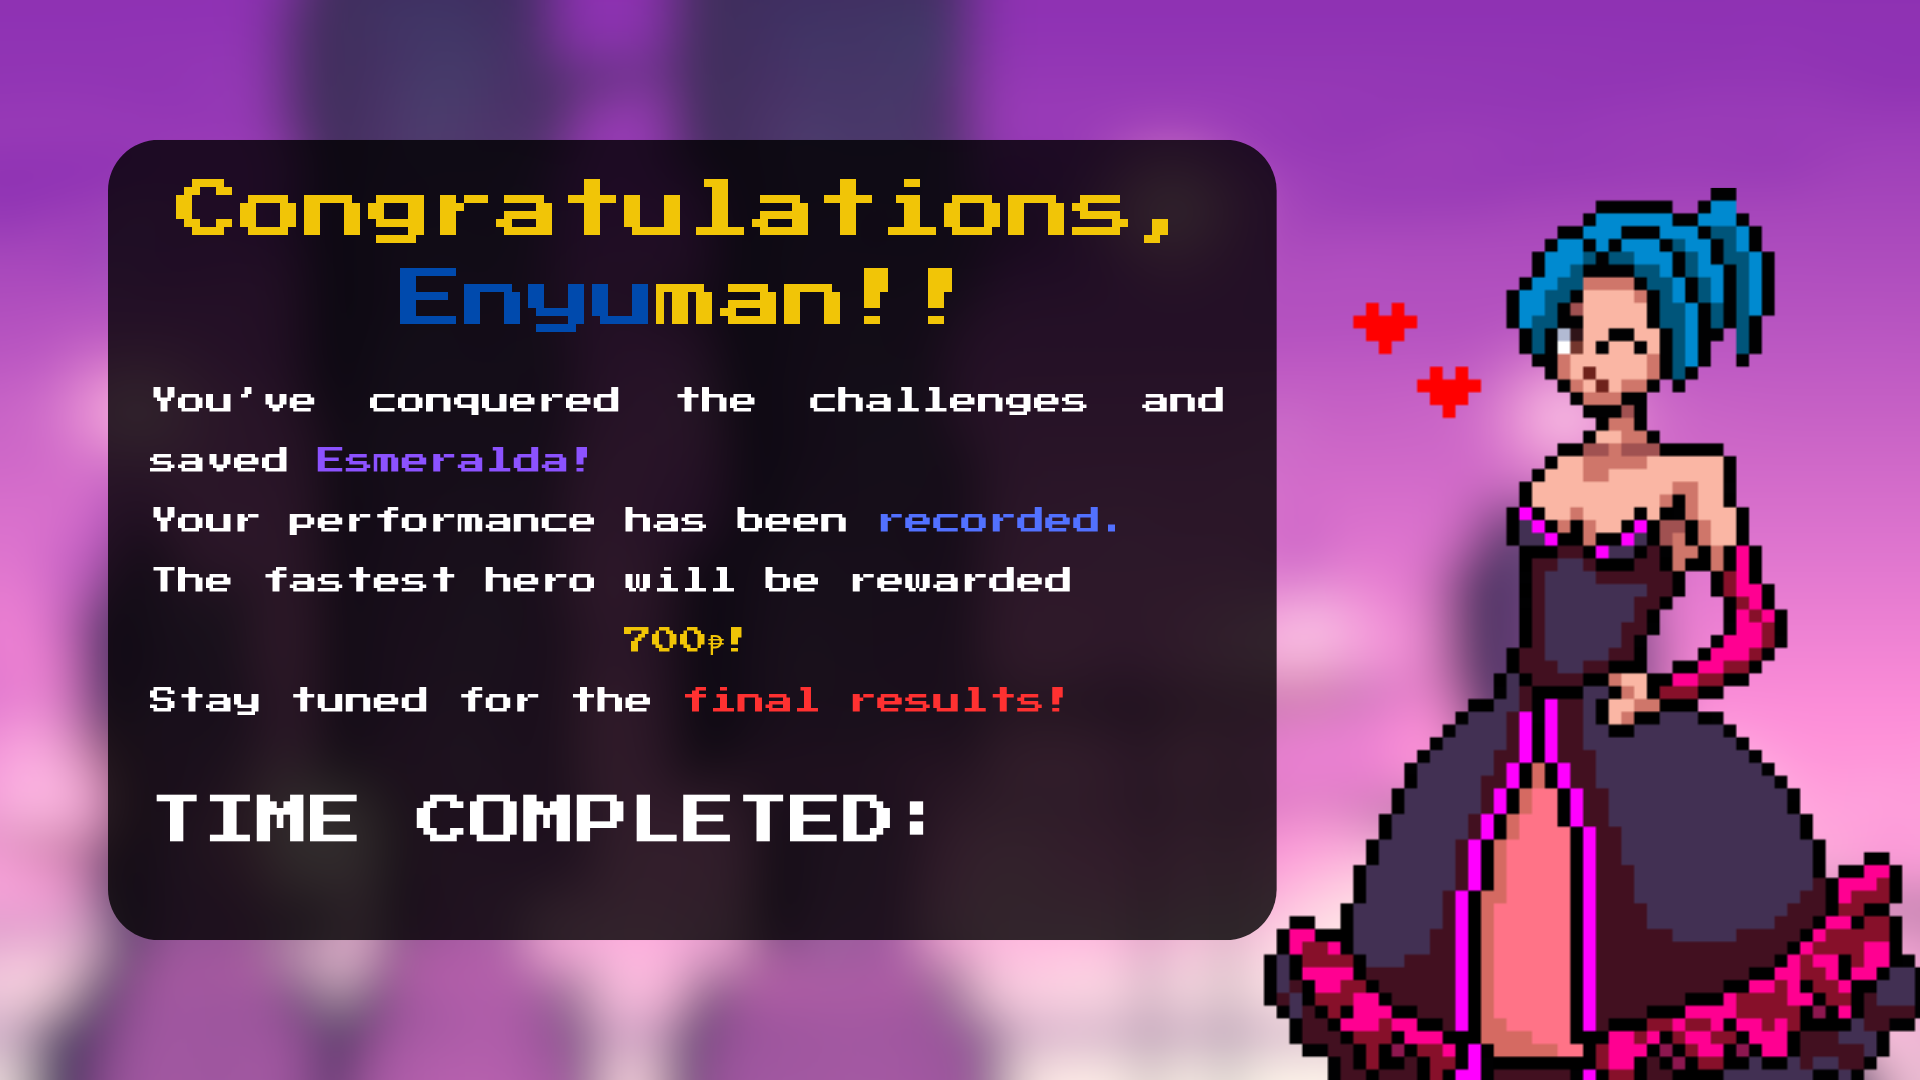 Congratulations,
Enyuman!!
You've conquered the challenges and
saved Esmeralda!
Your performance has been recorded.
The fastest hero will be rewarded
700₱!
Stay tuned for the final results!
TIME COMPLETED: